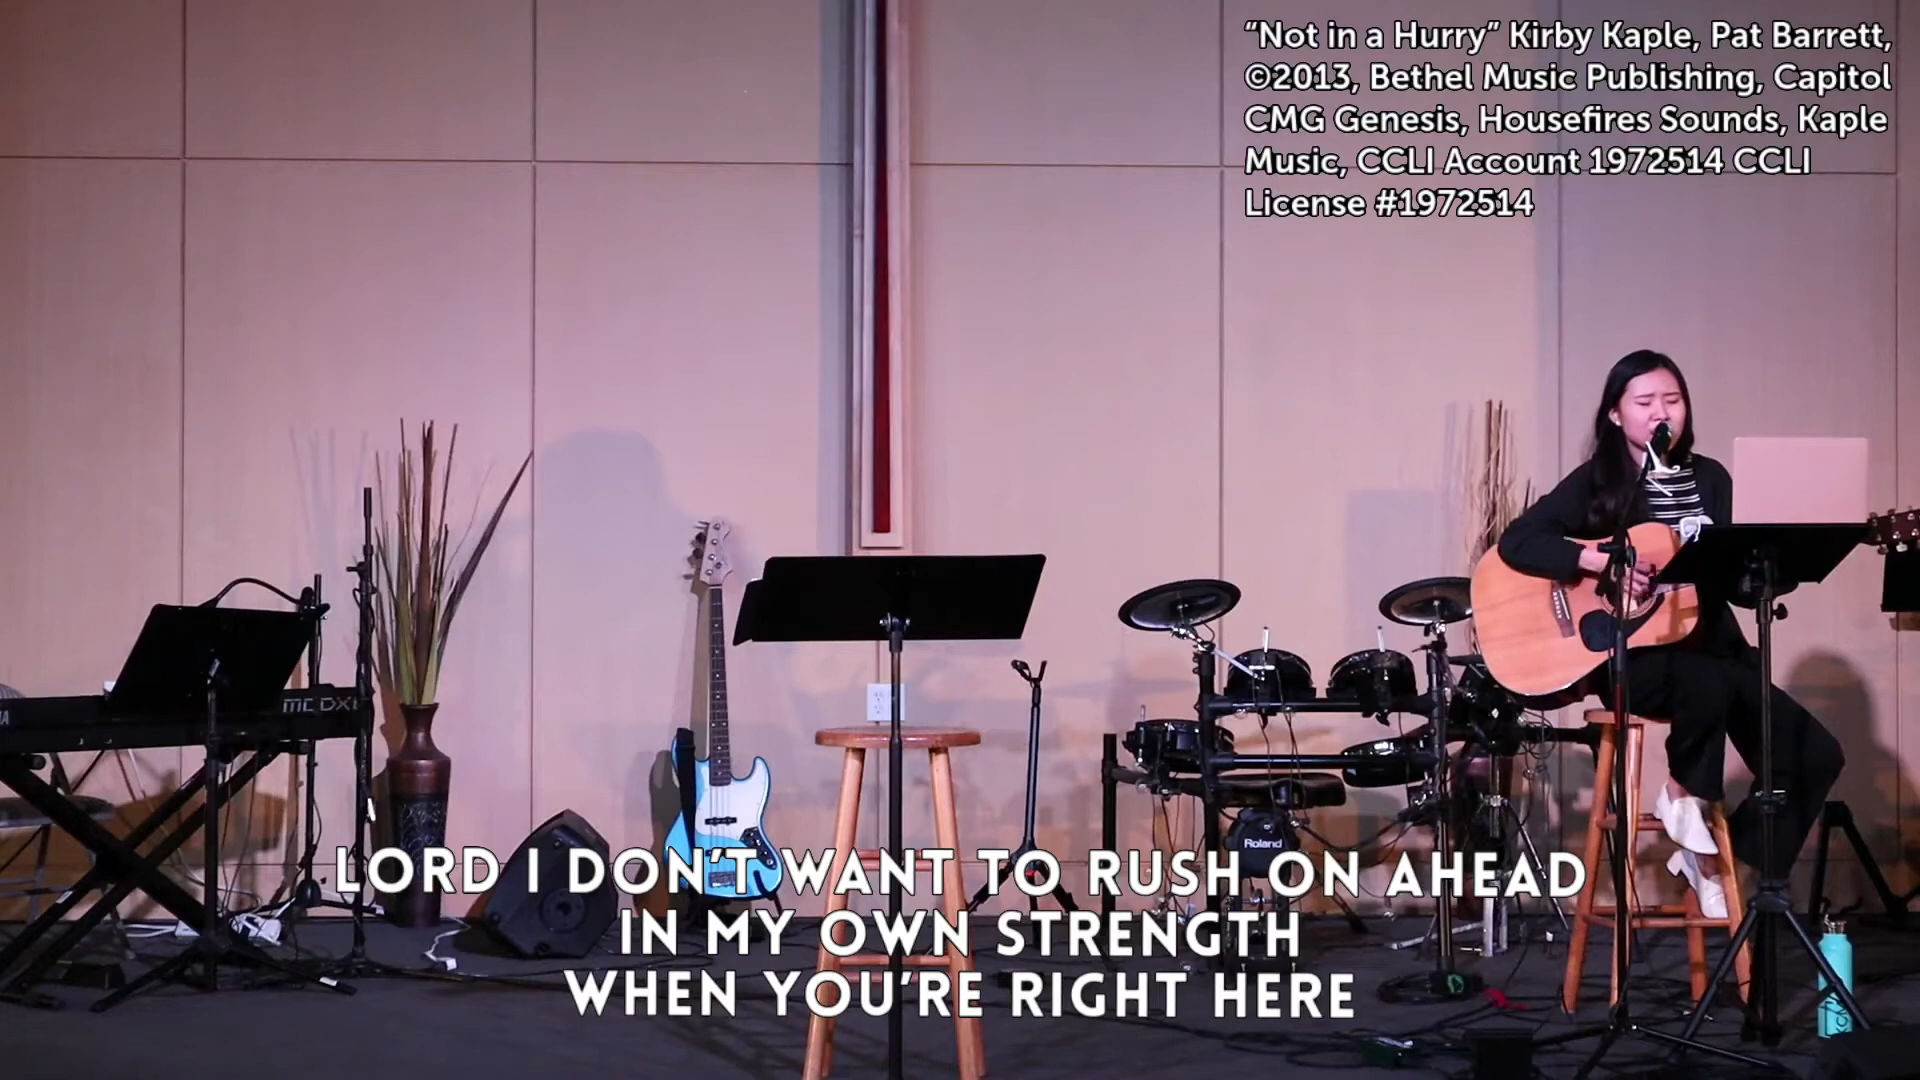 “Not in a Hurry” Kirby Kaple, Pat Barrett,
©2013, Bethel Music Publishing, Capitol
CMG Genesis, Housefires Sounds, Kaple
Music, CCLI Account 1972514 CCLI
License #1972514
Roland
LORD I DON'T WANT TO RUSH ON AHEAD
IN MY OWN STRENGTH
WHEN YOU'RE RIGHT HERE